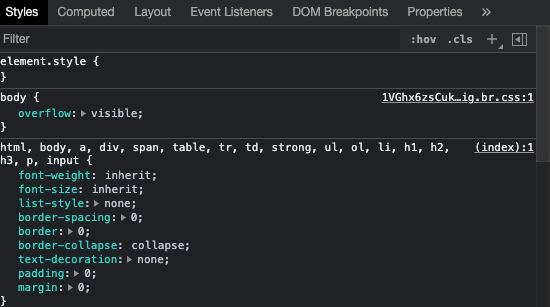 Styles Computed Layout Event Listeners DOM Breakpoints Properties »
Filter :hov .cls +
element.style {
}
body { 1VGhx6zsCuk…ig.br.css:1
overflow: visible;
}
html, body, a, div, span, table, tr, td, strong, ul, ol, li, h1, h2, (index):1
h3, p, input {
font-weight: inherit;
font-size: inherit;
list-style: none;
border-spacing: 0;
border: 0;
border-collapse: collapse;
text-decoration: none;
padding: 0;
margin: 0;
}